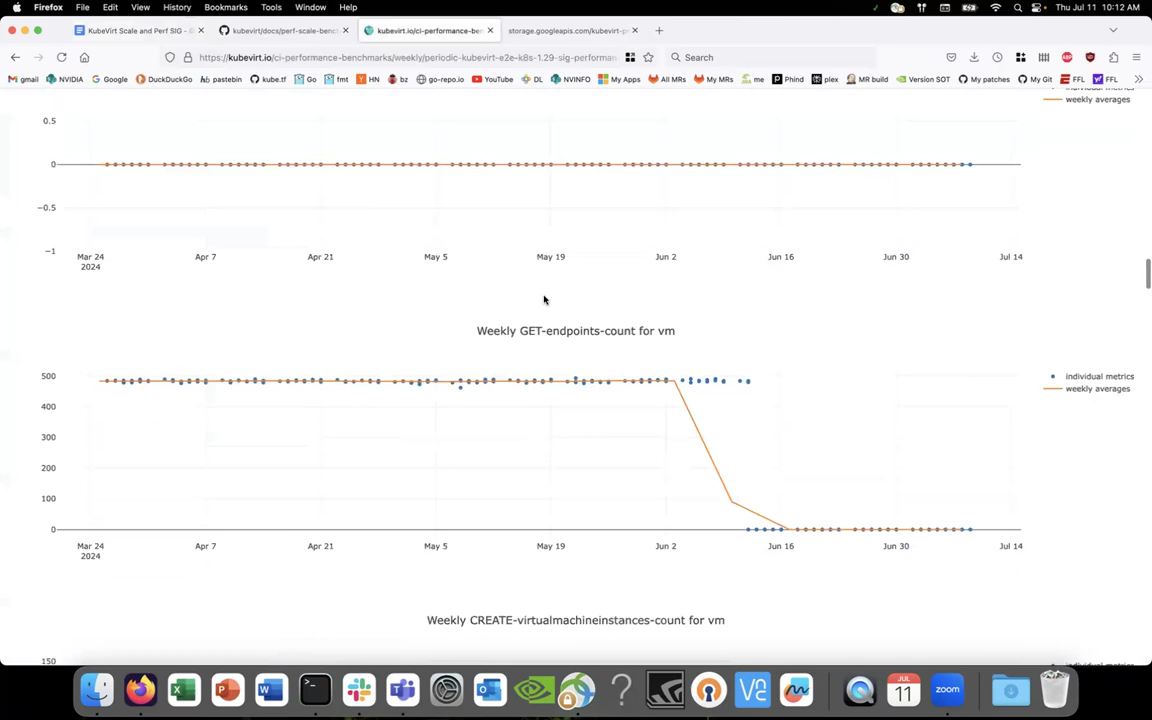 Firefox File Edit View History Bookmarks Tools Window Help Thu Jul 11 10:12 AM
KubeVirt Scale and Perf SIG - kubevirt/docs/perf-scale-benc kubevirt.io/ci-performance-ben storage.googleapis.com/kubevirt-p
https://kubevirt.io/ci-performance-benchmarks/weekly/periodic-kubevirt-e2e-k8s-1.29-sig-performan Search
gmail NVIDIA Google DuckDuckGo pastebin kube.tf Go fmt HN bz go-repo.io YouTube DL NVINFO My Apps All MRs My MRs me Phind plex MR build Version SOT My patches My Git FFL FFL
individual metrics
weekly averages
0.5
0
−0.5
−1
Mar 24 Apr 7 Apr 21 May 5 May 19 Jun 2 Jun 16 Jun 30 Jul 14
2024
Weekly GET-endpoints-count for vm
500
individual metrics
weekly averages
400
300
200
100
0
Mar 24 Apr 7 Apr 21 May 5 May 19 Jun 2 Jun 16 Jun 30 Jul 14
2024
Weekly CREATE-virtualmachineinstances-count for vm
150
individual metrics
JUL
11
zoom